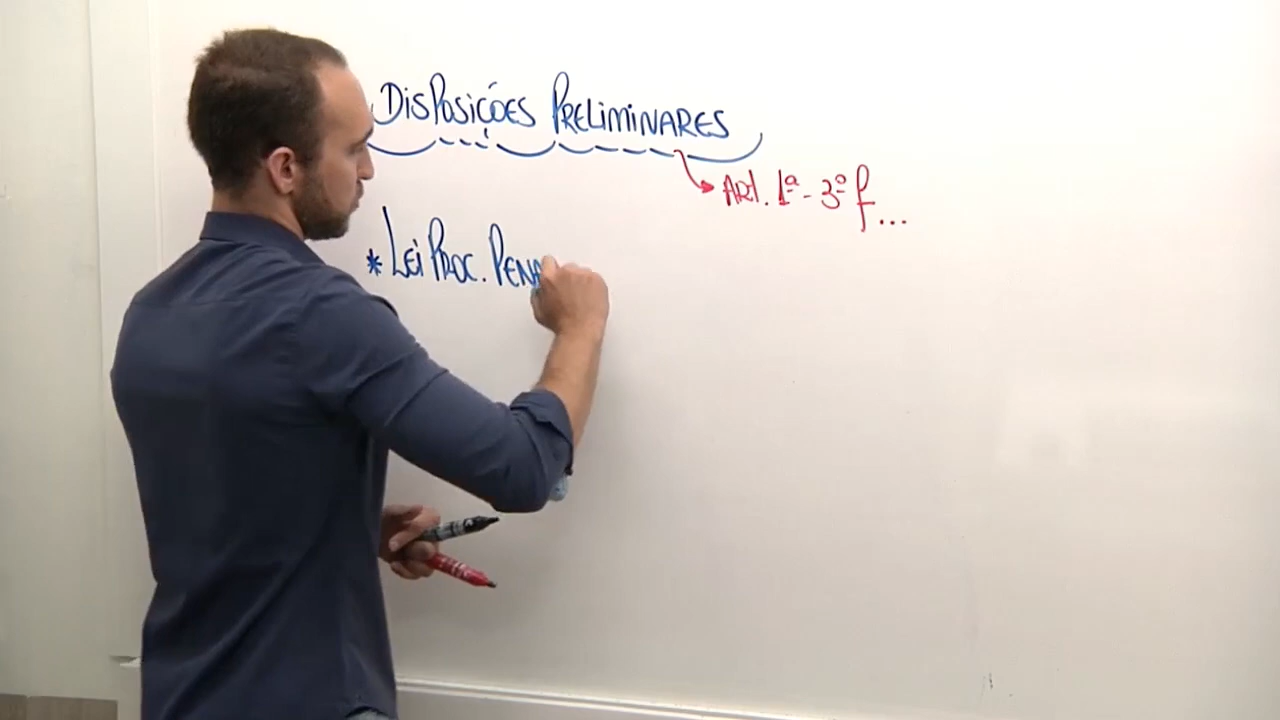 DISPOSIÇÕES PRELIMINARES
ART. 1º - 3º F...
* LEI PROC. PENA